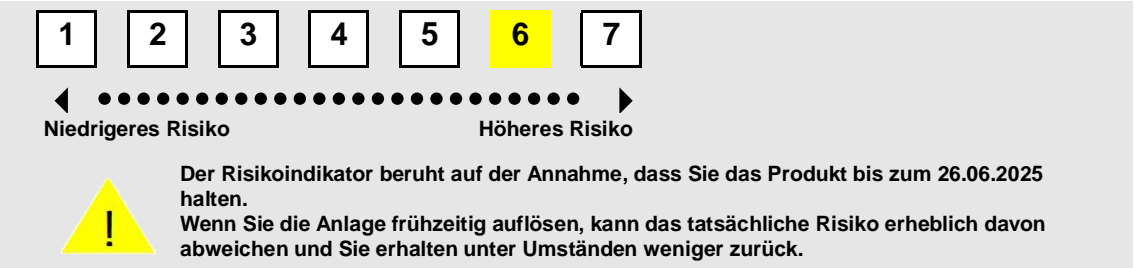 1 2 3 4 5 6 7
Niedrigeres Risiko Höheres Risiko
Der Risikoindikator beruht auf der Annahme, dass Sie das Produkt bis zum 26.06.2025
halten.
Wenn Sie die Anlage frühzeitig auflösen, kann das tatsächliche Risiko erheblich davon
abweichen und Sie erhalten unter Umständen weniger zurück.
!